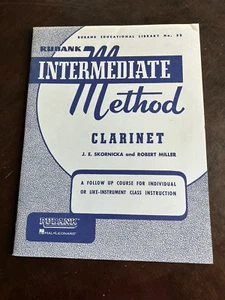 RUBANK EDUCATIONAL LIBRARY No. 52
RUBANK
INTERMEDIATE
Method
CLARINET
J. E. SKORNICKA and ROBERT MILLER
A FOLLOW UP COURSE FOR INDIVIDUAL
OR LIKE-INSTRUMENT CLASS INSTRUCTION
RUBANK
HAL•LEONARD